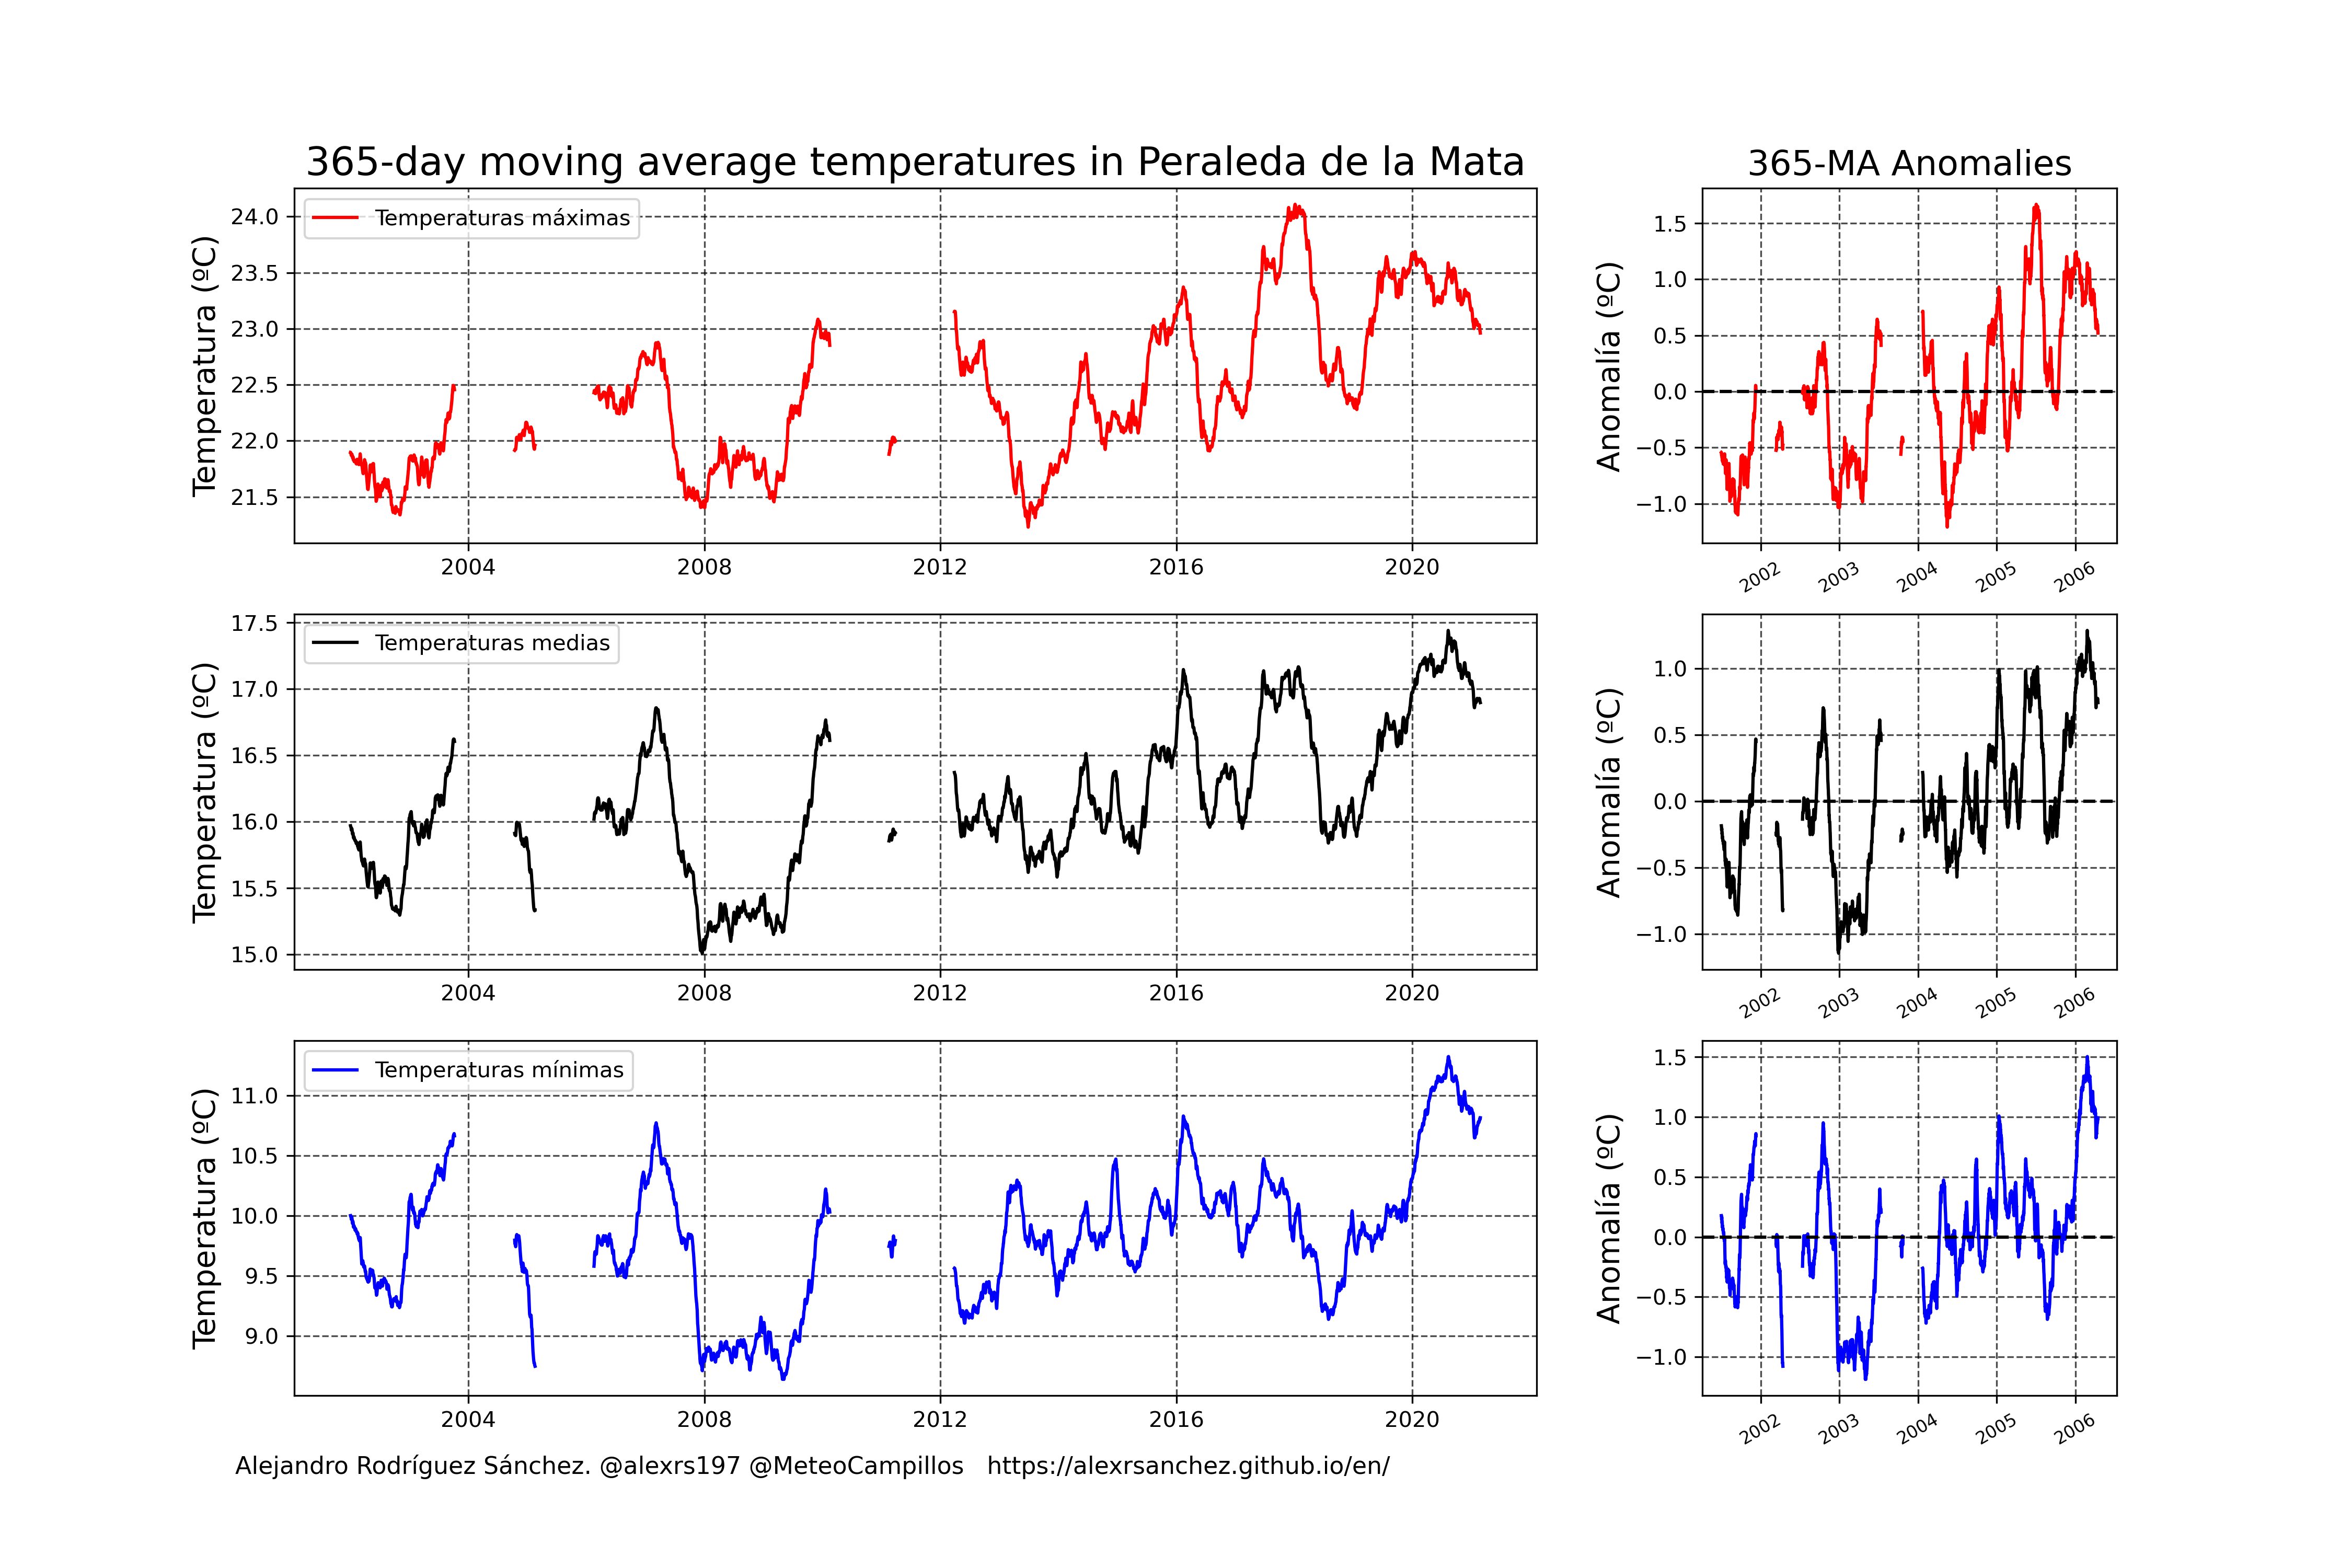 365-day moving average temperatures in Peraleda de la Mata
365-MA Anomalies
Temperatura (ºC)
24.0
23.5
23.0
22.5
22.0
21.5
Temperaturas máximas
2004 2008 2012 2016 2020
Anomalía (ºC)
1.5
1.0
0.5
0.0
−0.5
−1.0
2002 2003 2004 2005 2006
Temperatura (ºC)
17.5
17.0
16.5
16.0
15.5
15.0
Temperaturas medias
2004 2008 2012 2016 2020
Anomalía (ºC)
1.0
0.5
0.0
−0.5
−1.0
2002 2003 2004 2005 2006
Temperatura (ºC)
11.0
10.5
10.0
9.5
9.0
Temperaturas mínimas
2004 2008 2012 2016 2020
Anomalía (ºC)
1.5
1.0
0.5
0.0
−0.5
−1.0
2002 2003 2004 2005 2006
Alejandro Rodríguez Sánchez. @alexrs197 @MeteoCampillos https://alexrsanchez.github.io/en/